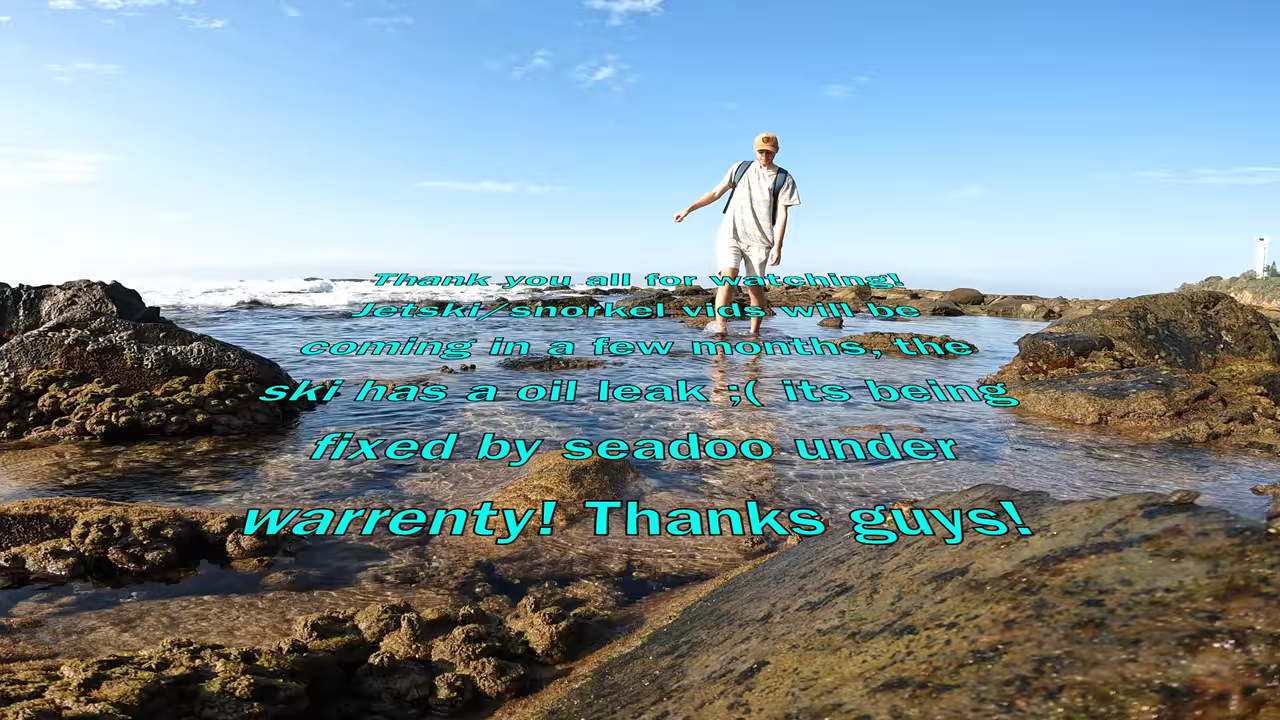 Thank you all for watching!
Jetski/snorkel vids will be
coming in a few months, the
ski has a oil leak ;( its being
fixed by seadoo under
warrenty! Thanks guys!